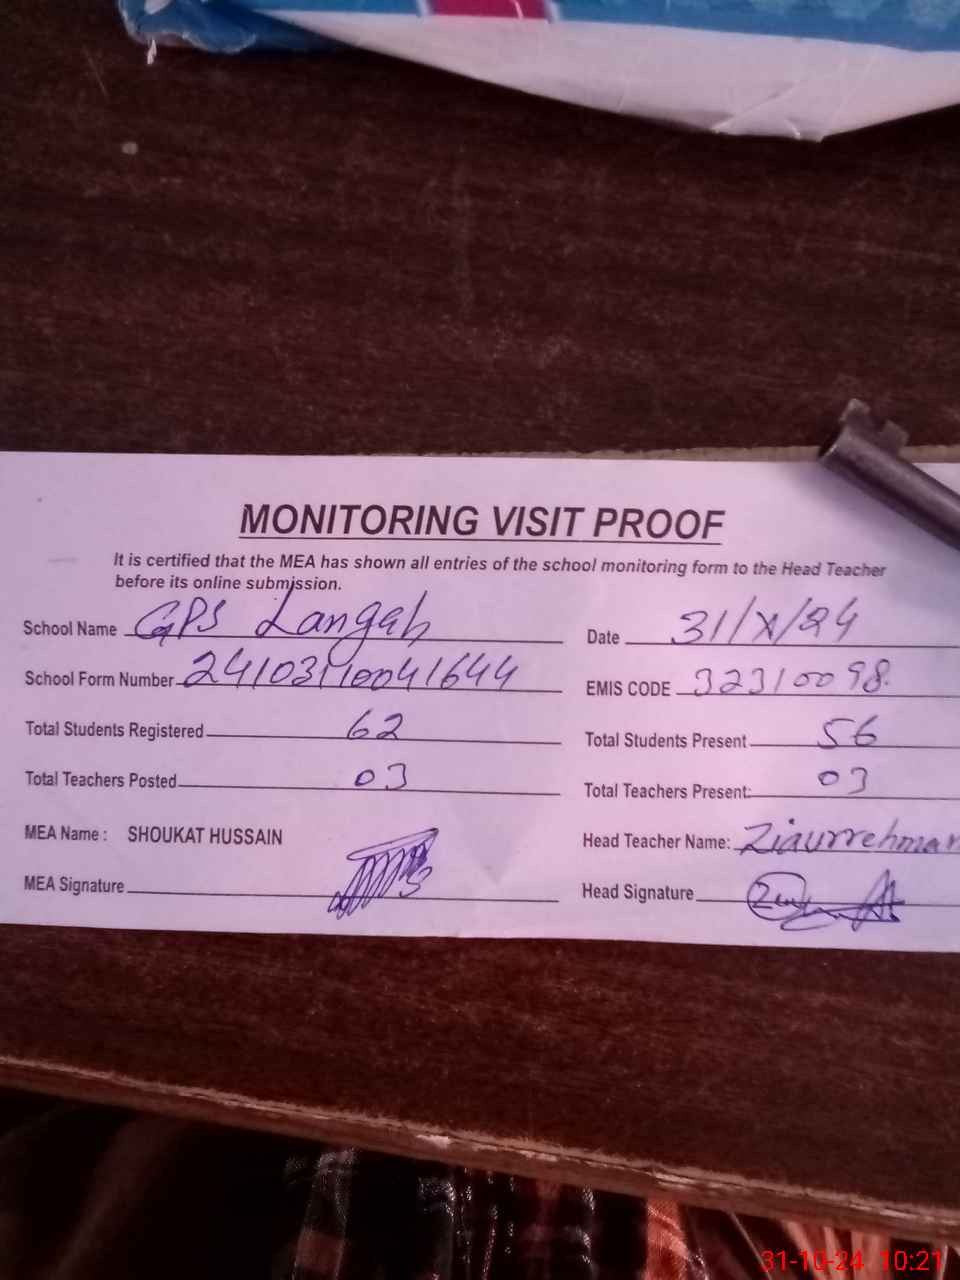 MONITORING VISIT PROOF
It is certified that the MEA has shown all entries of the school monitoring form to the Head Teacher
before its online submission.
School Name GPS Langah Date 31/X/24
School Form Number 24103110041644 EMIS CODE 32310098
Total Students Registered 62 Total Students Present 56
Total Teachers Posted 03 Total Teachers Present: 03
MEA Name : SHOUKAT HUSSAIN Head Teacher Name: Ziaurrehman
MEA Signature Head Signature
31-10-24 10:21